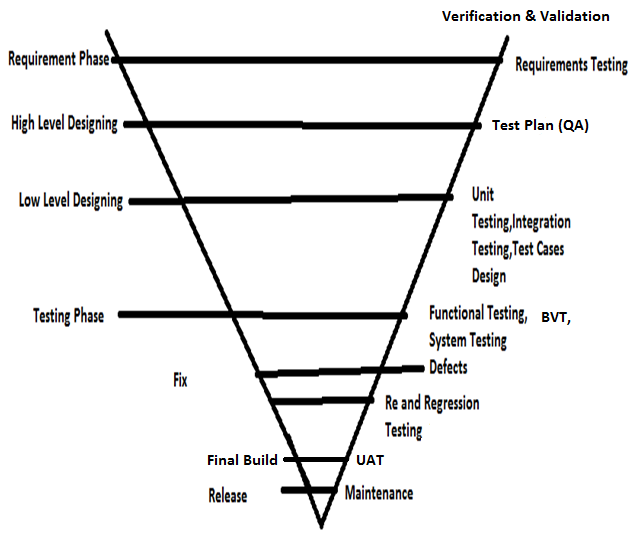 Verification & Validation
Requirement Phase
Requirements Testing
High Level Designing
Test Plan (QA)
Low Level Designing
Unit
Testing,Integration
Testing,Test Cases
Design
Testing Phase
Functional Testing, BVT,
System Testing
Fix
Defects
Re and Regression
Testing
Final Build
UAT
Release
Maintenance